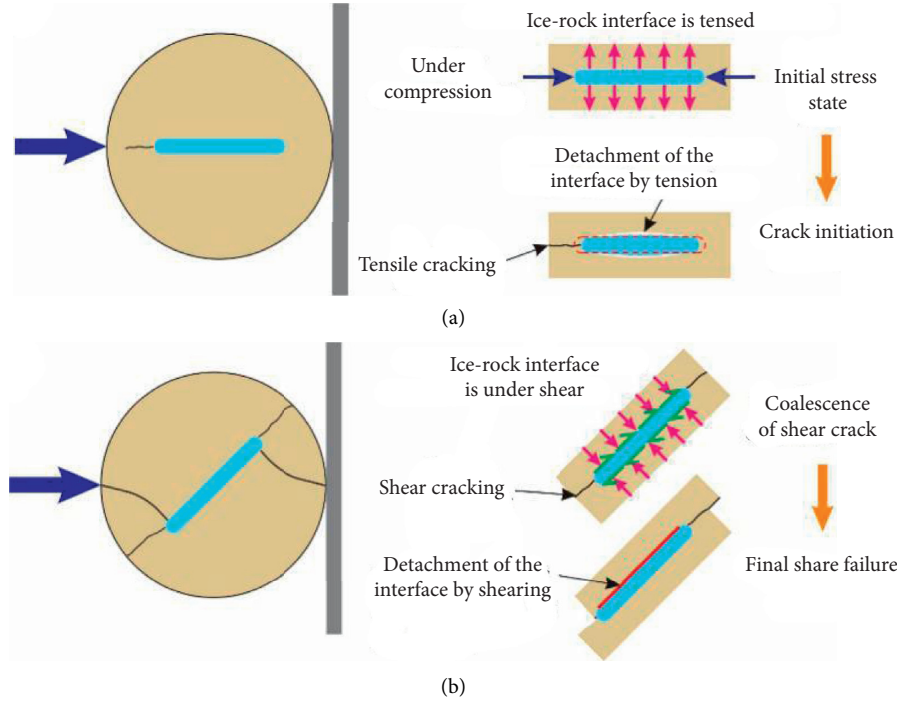 Ice-rock interface is tensed
Under
compression
Initial stress
state
Detachment of the
interface by tension
Crack initiation
Tensile cracking
(a)
Ice-rock interface
is under shear
Coalescence
of shear crack
Shear cracking
Detachment of the
interface by shearing
Final share failure
(b)